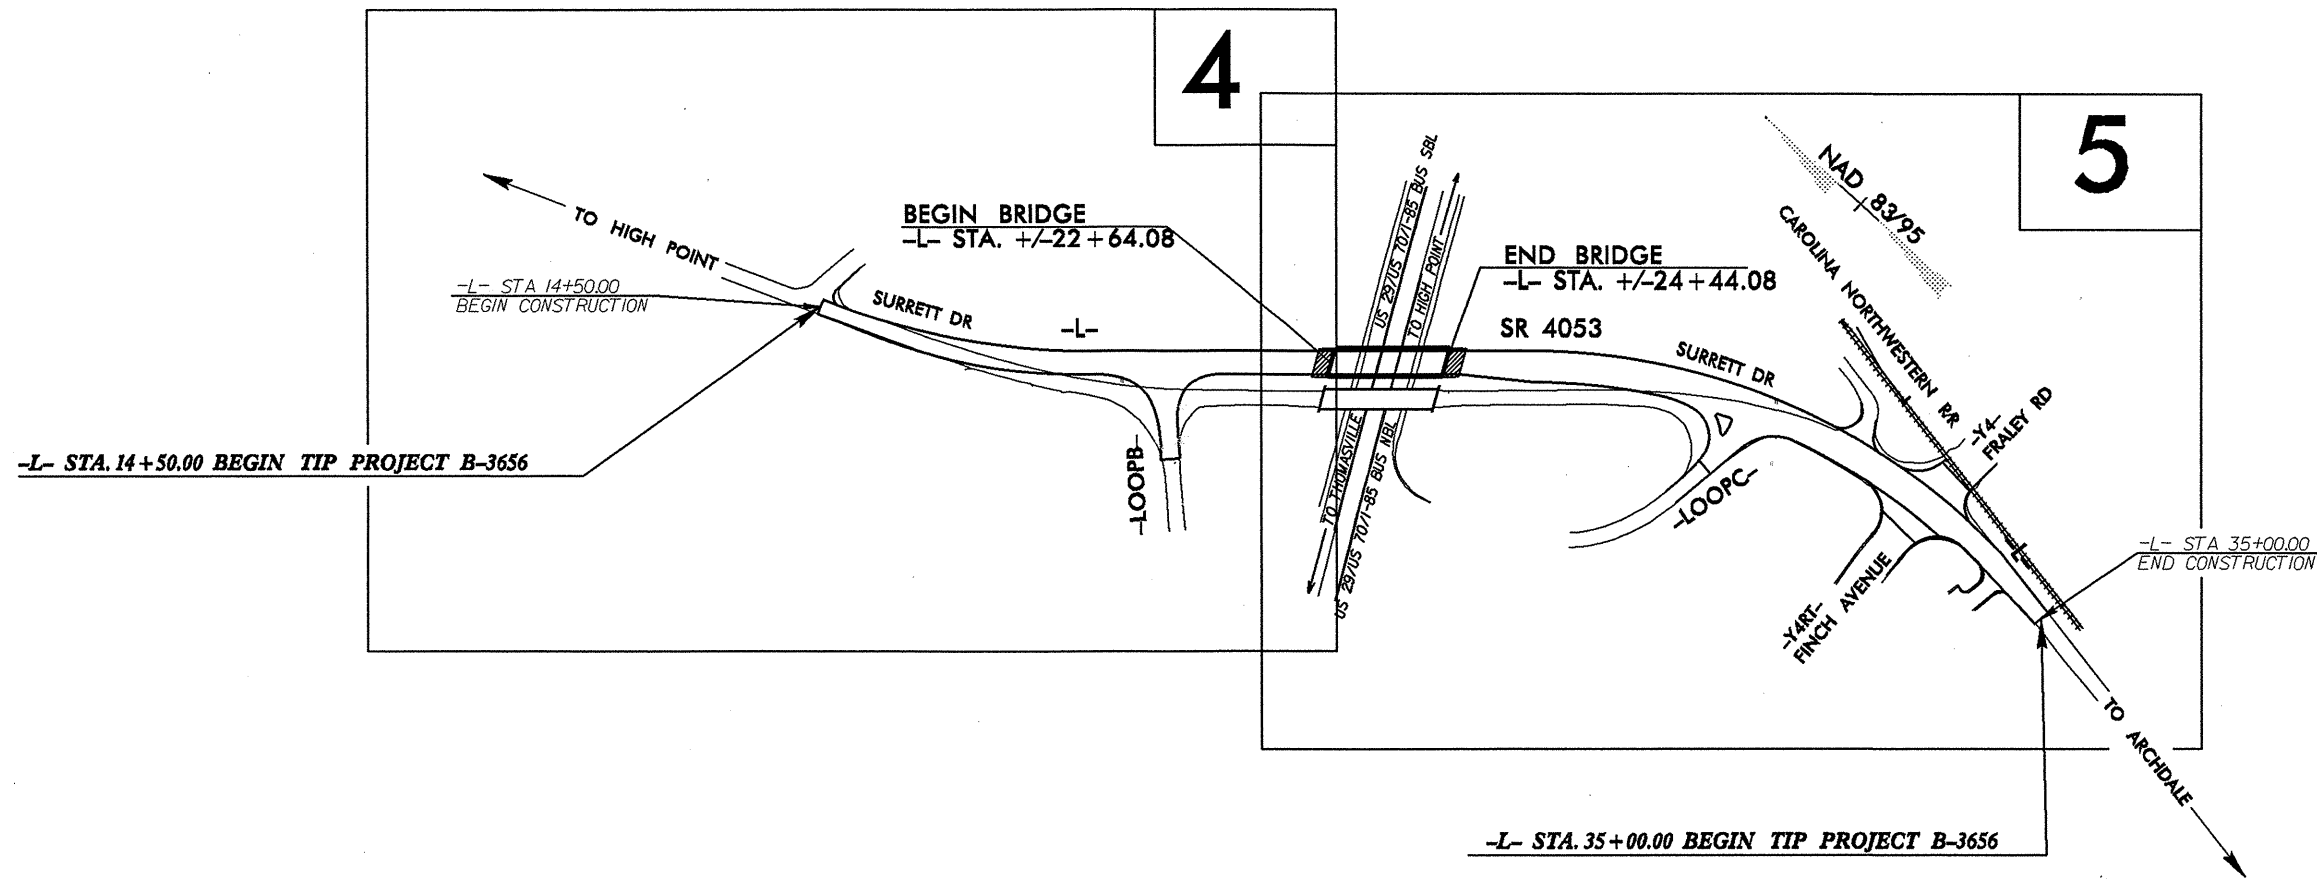 4
5
NAD 83/95
TO HIGH POINT
BEGIN BRIDGE
-L- STA. +/-22+64.08
US 29/US 70/I-85 BUS SBL
TO HIGH POINT
CAROLINA NORTHWESTERN R/R
END BRIDGE
-L- STA. +/-24+44.08
-L- STA 14+50.00
BEGIN CONSTRUCTION
SURRETT DR
-L-
SR 4053
SURRETT DR
-Y4-
FRALEY RD
-L- STA. 14+50.00 BEGIN TIP PROJECT B-3656
-LOOPB-
TO THOMASVILLE
US 29/US 70/I-85 BUS NBL
-LOOPC-
-L-
-L- STA 35+00.00
END CONSTRUCTION
-Y4RT-
FINCH AVENUE
TO ARCHDALE
-L- STA. 35+00.00 BEGIN TIP PROJECT B-3656